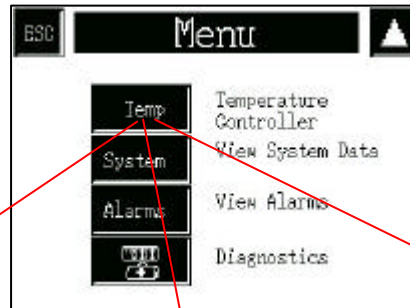 ESC Menu
Temp Temperature
Controller
System View System Data
Alarms View Alarms
Diagnostics